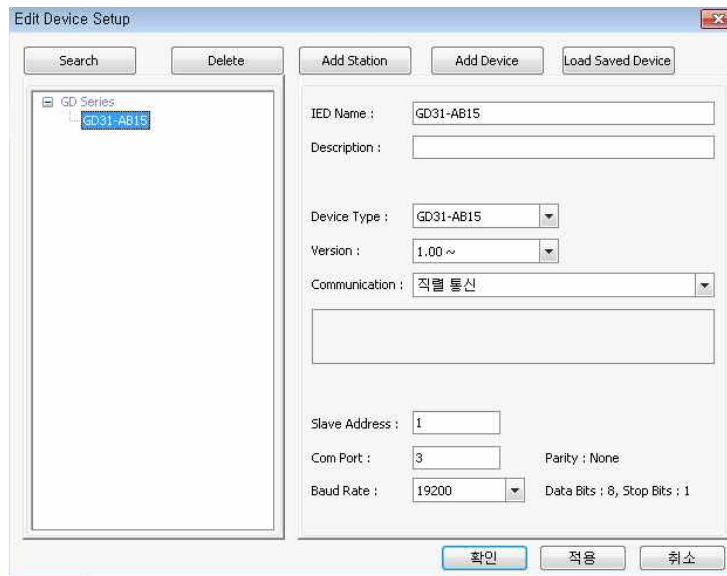 Edit Device Setup
Search Delete Add Station Add Device Load Saved Device
GD Series
GD31-AB15
IED Name : GD31-AB15
Description :
Device Type : GD31-AB15
Version : 1.00 ~
Communication : 직렬 통신
Slave Address : 1
Com Port : 3 Parity : None
Baud Rate : 19200 Data Bits : 8, Stop Bits : 1
확인 적용 취소